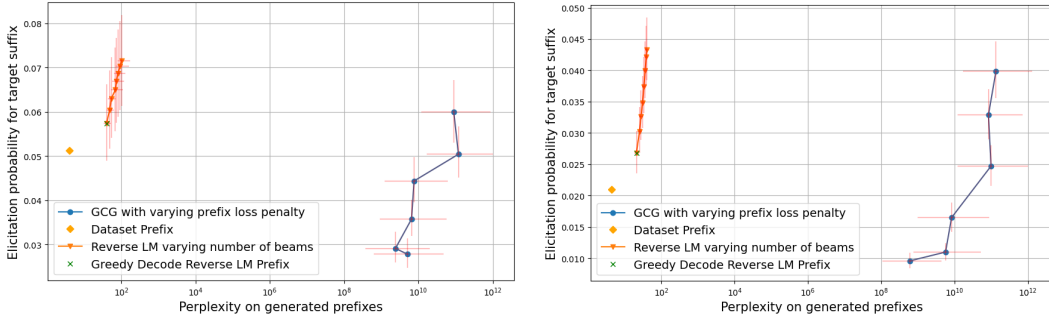 0.08
0.07
0.06
0.05
0.04
0.03
Elicitation probability for target suffix
GCG with varying prefix loss penalty
Dataset Prefix
Reverse LM varying number of beams
Greedy Decode Reverse LM Prefix
10² 10⁴ 10⁶ 10⁸ 10¹⁰ 10¹²
Perplexity on generated prefixes
0.050
0.045
0.040
0.035
0.030
0.025
0.020
0.015
0.010
Elicitation probability for target suffix
GCG with varying prefix loss penalty
Dataset Prefix
Reverse LM varying number of beams
Greedy Decode Reverse LM Prefix
10² 10⁴ 10⁶ 10⁸ 10¹⁰ 10¹²
Perplexity on generated prefixes